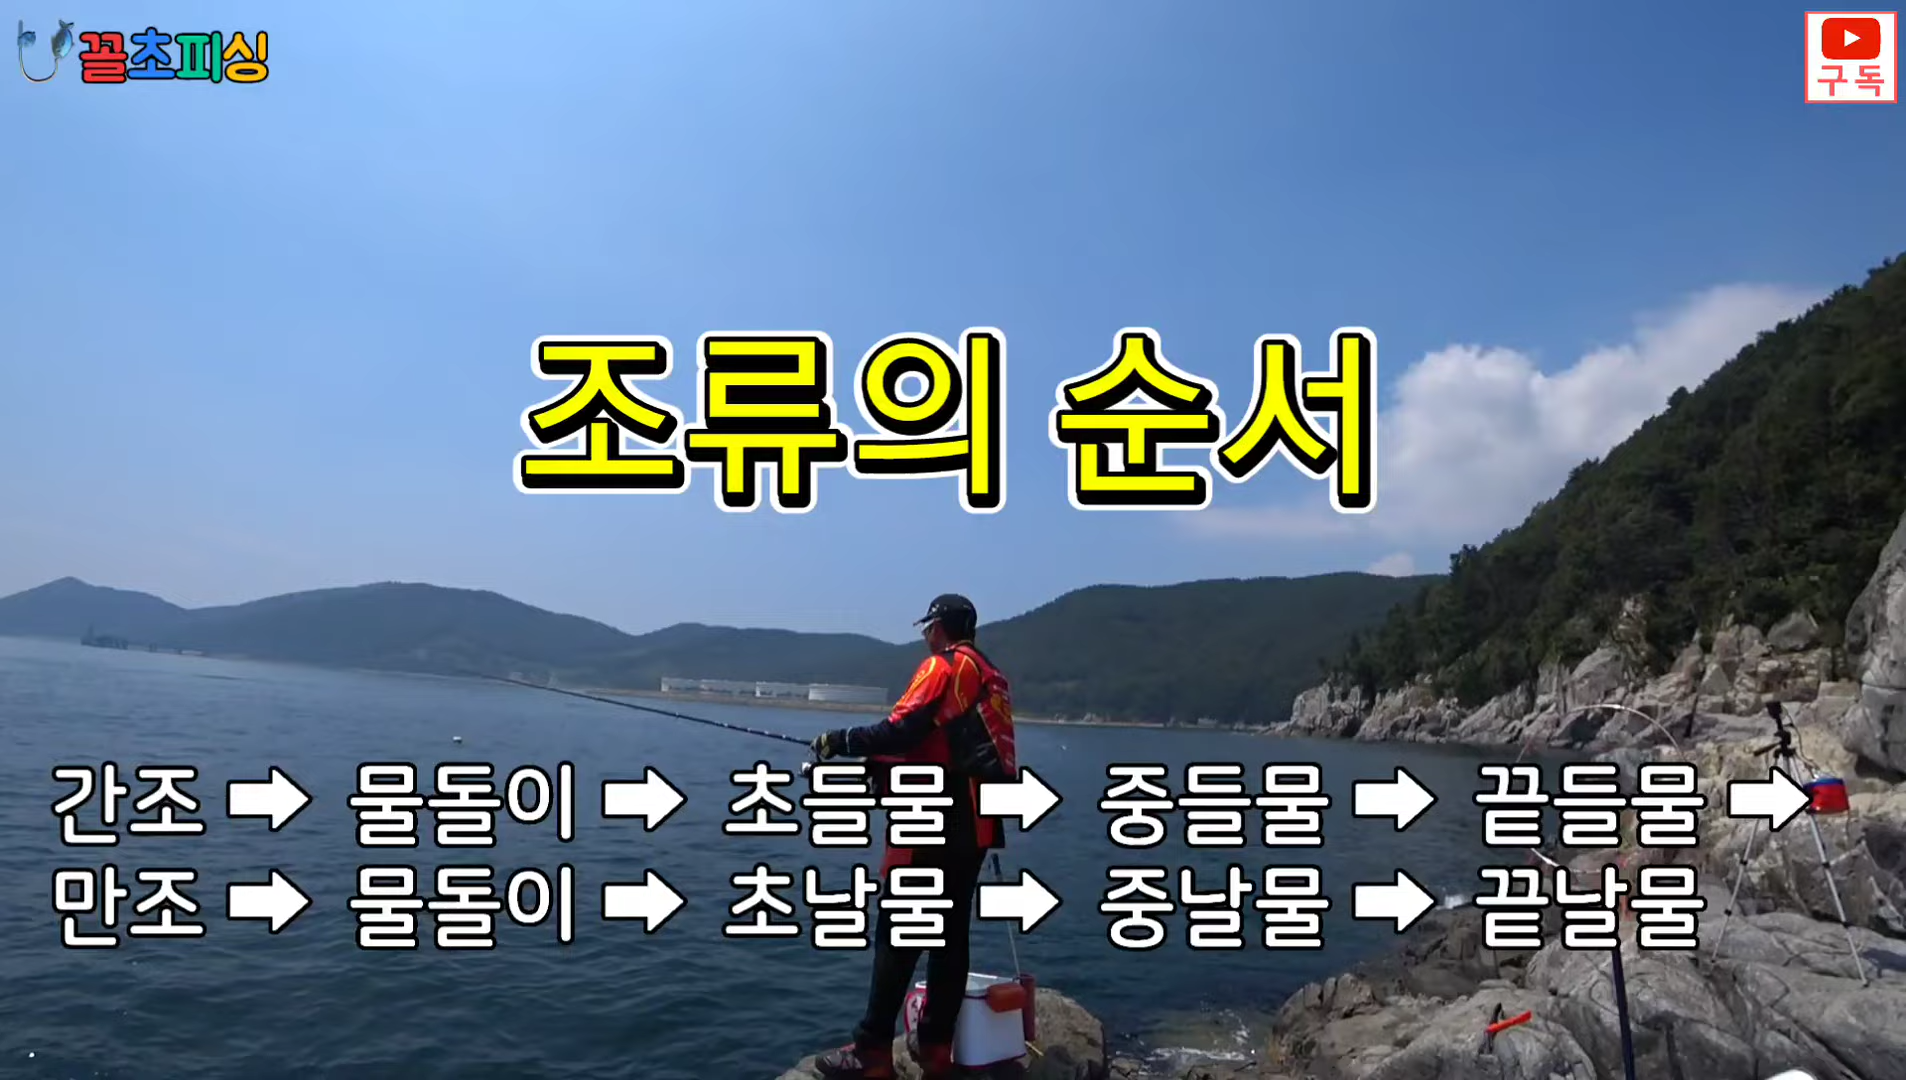 꼴초피싱
구독
조류의 순서
간조 ➡ 물돌이 ➡ 초들물 ➡ 중들물 ➡ 끝들물 ➡
만조 ➡ 물돌이 ➡ 초날물 ➡ 중날물 ➡ 끝날물